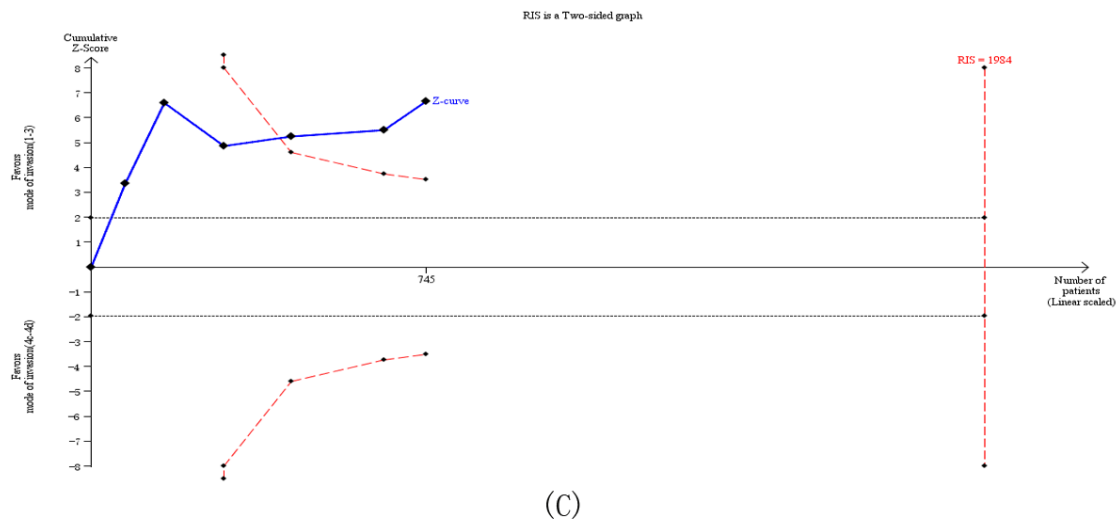 RIS is a Two-sided graph
Cumulative
Z-Score
RIS = 1984
8
7
Z-curve
6
5
4
3
2
1
Favors
mode of invasion(1-3)
745
Number of
patients
(Linear scaled)
−1
−2
−3
−4
−5
−6
−7
−8
Favors
mode of invasion(4c-4d)
(C)